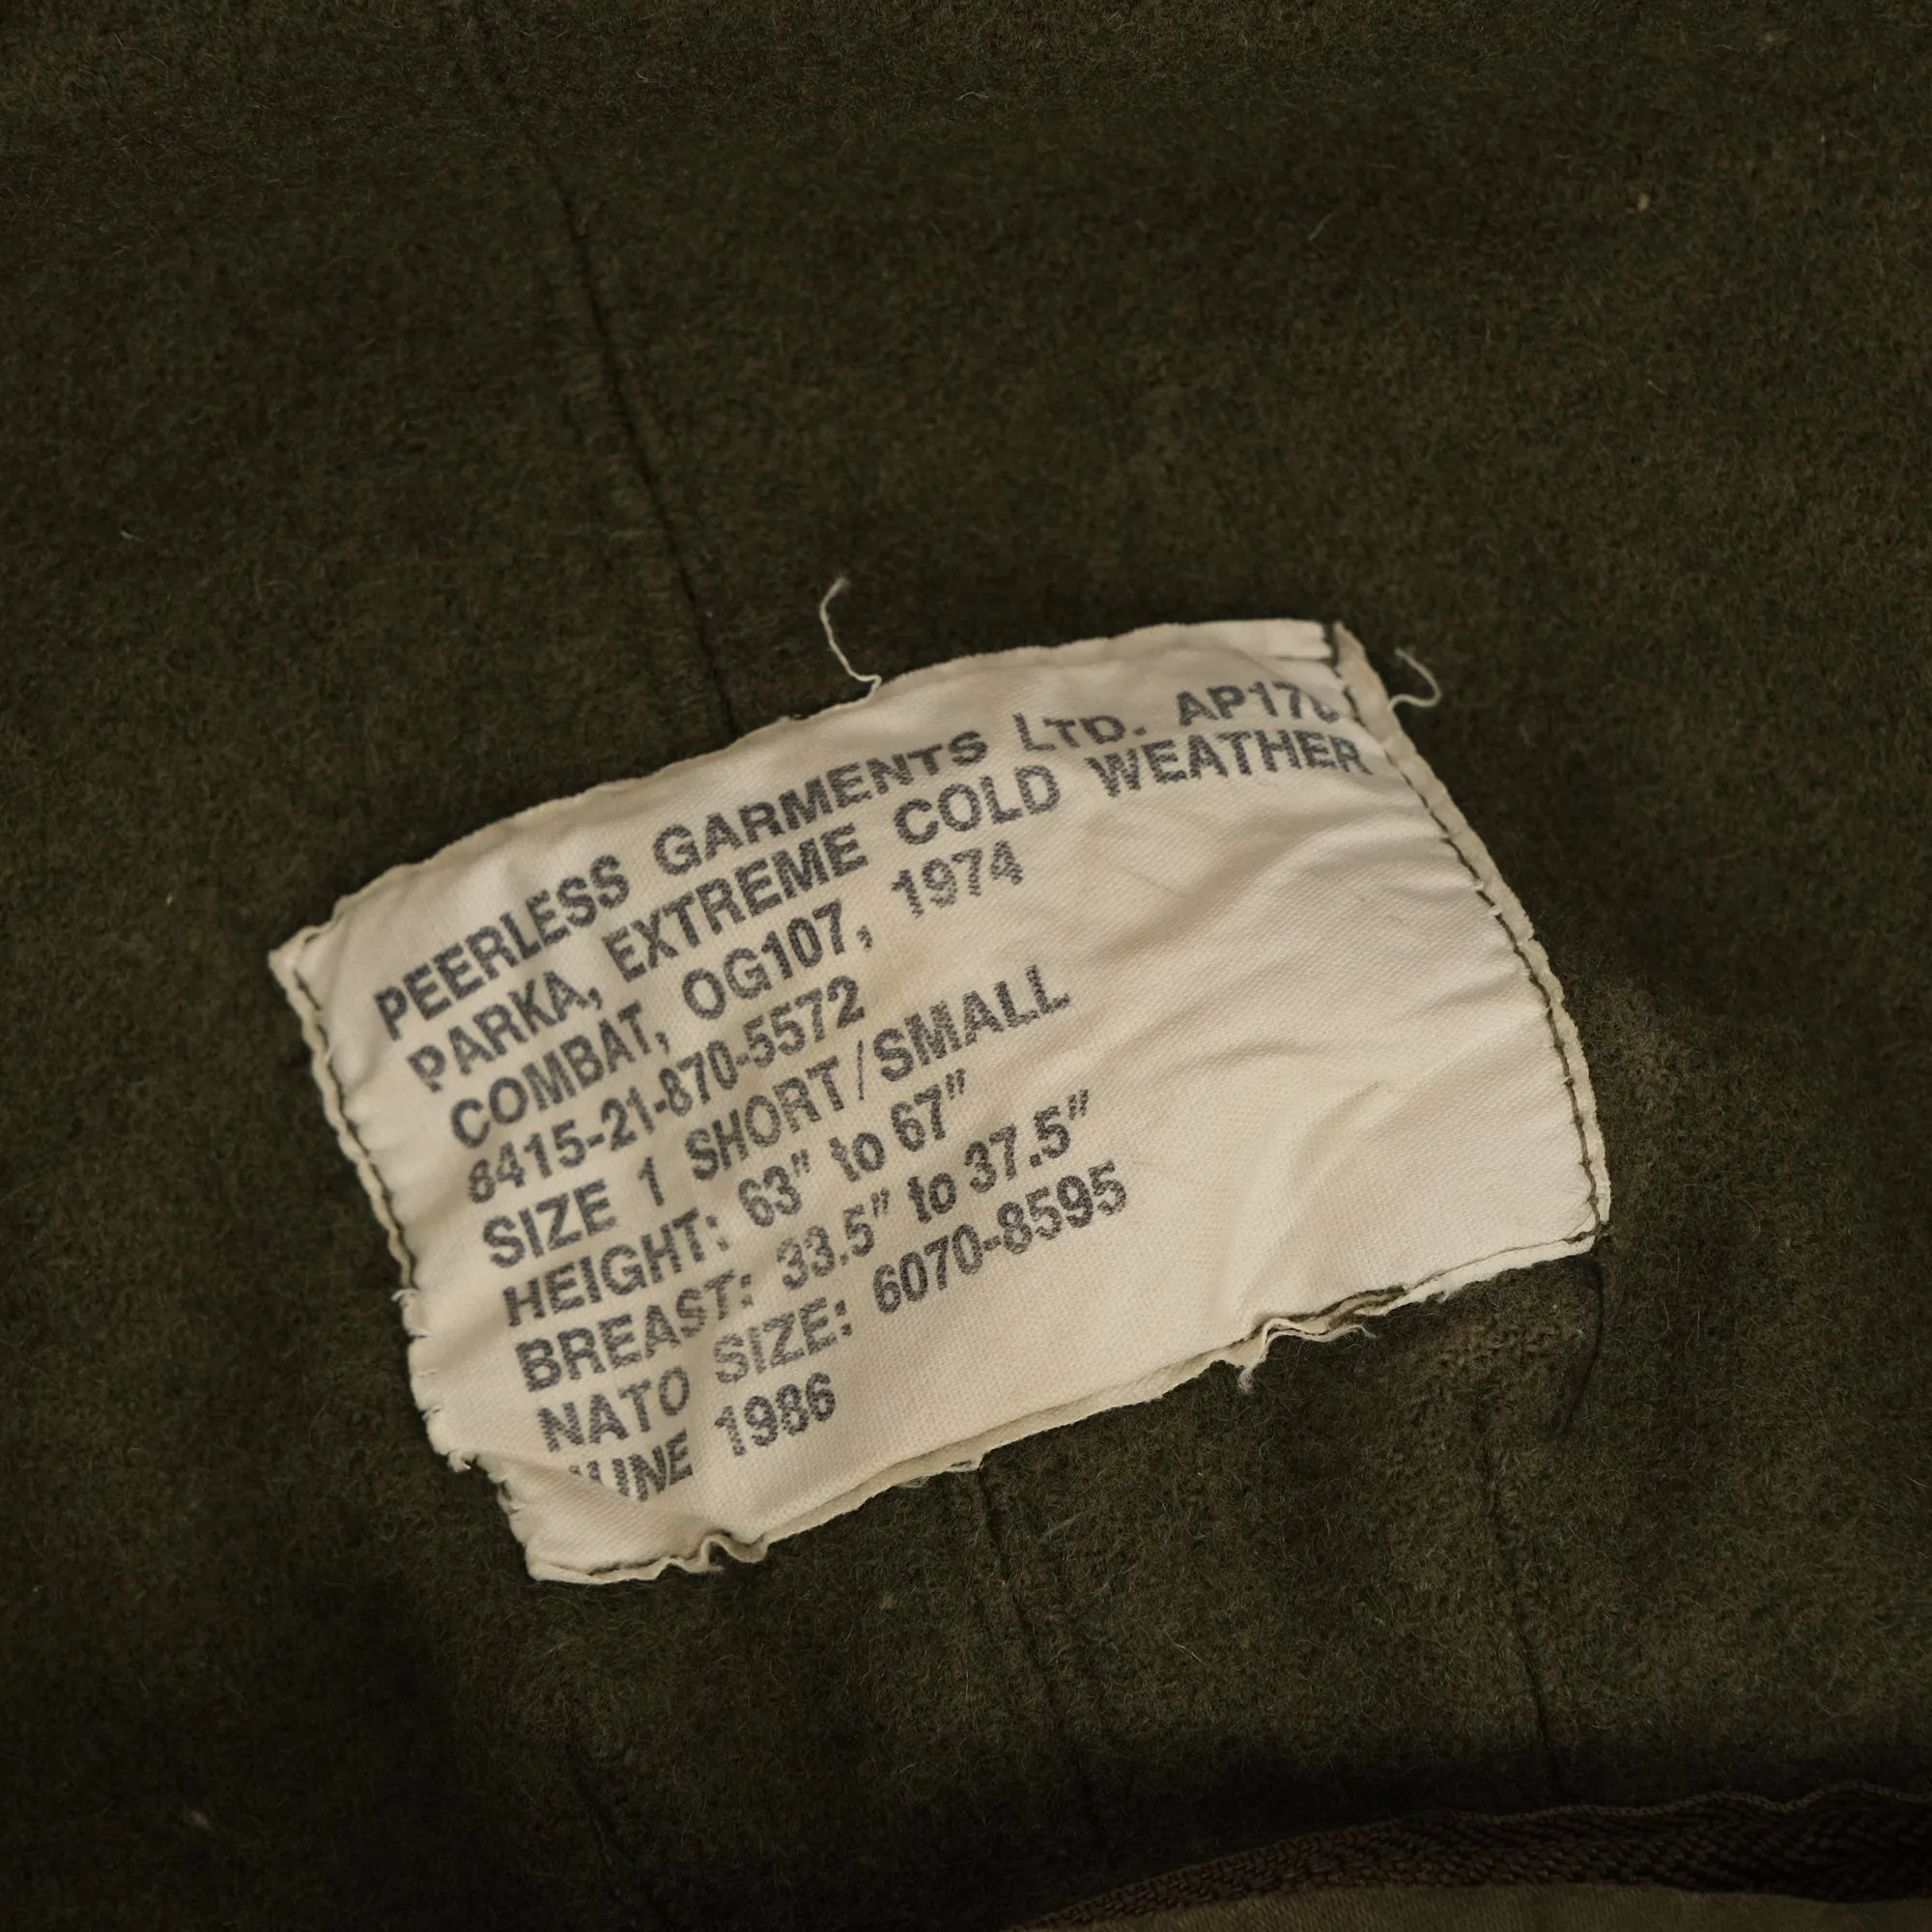 PEERLESS GARMENTS LTD.
PARKA, EXTREME COLD WEATHER
COMBAT, OG107, 1974
8415-21-870-5572
SIZE 1 SHORT/SMALL
HEIGHT: 63" to 67"
BREAST: 33.5" to 37.5"
NATO SIZE: 6070-8595
JUNE 1986